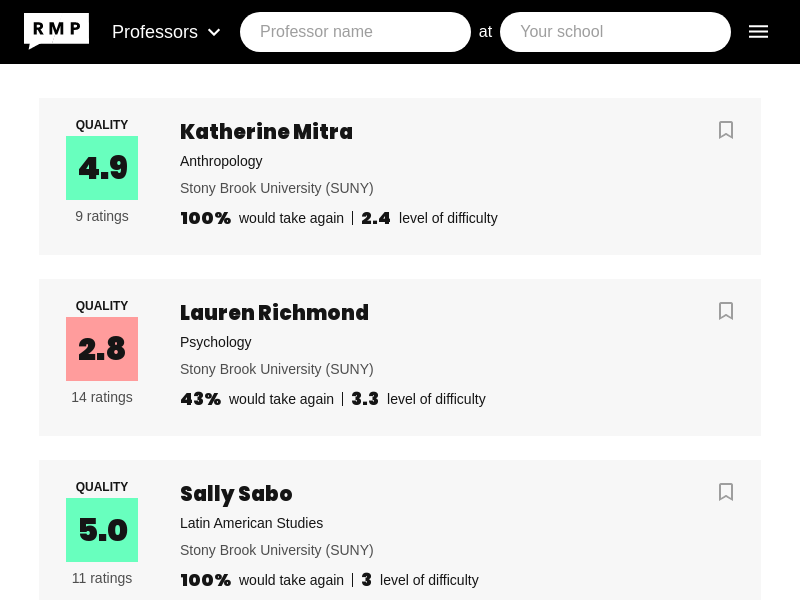 RMP Professors Professor name at Your school
QUALITY
4.9
9 ratings
Katherine Mitra
Anthropology
Stony Brook University (SUNY)
100% would take again 2.4 level of difficulty
QUALITY
2.8
14 ratings
Lauren Richmond
Psychology
Stony Brook University (SUNY)
43% would take again 3.3 level of difficulty
QUALITY
5.0
11 ratings
Sally Sabo
Latin American Studies
Stony Brook University (SUNY)
100% would take again 3 level of difficulty